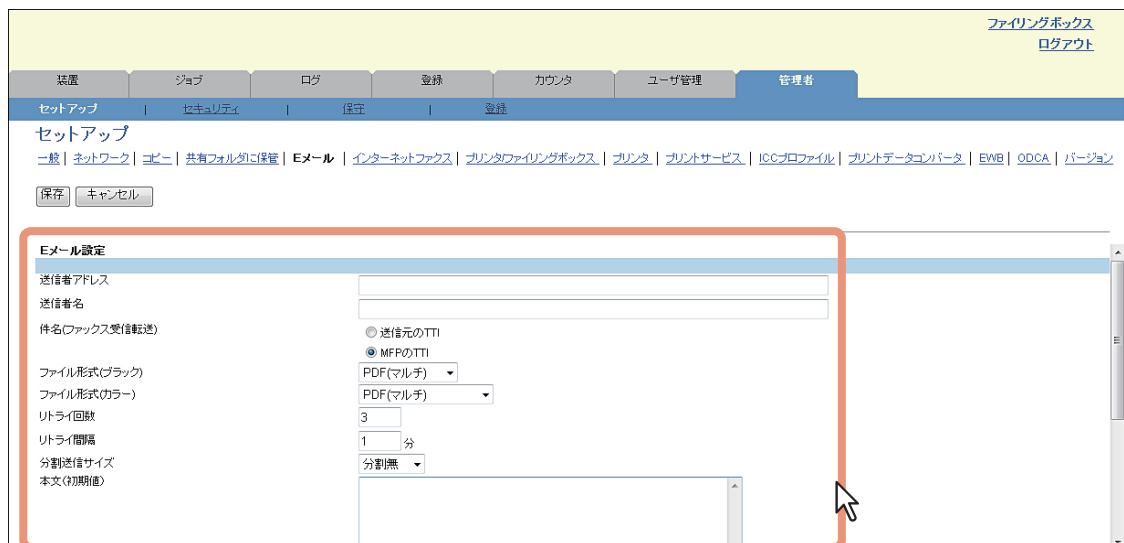 ファイリングボックス
ログアウト
装置 ジョブ ログ 登録 カウンタ ユーザ管理 管理者
セットアップ | セキュリティ | 保守 | 登録
セットアップ
一般 | ネットワーク | コピー | 共有フォルダに保管 | Eメール | インターネットファクス | プリンタ/ファイリングボックス | プリンタ | プリントサービス | ICCプロファイル | プリントデータコンバータ | EWB | ODCA | バージョン
保存 キャンセル
Eメール設定
送信者アドレス
送信者名
件名(ファックス受信転送) 送信元のTTI
MFPのTTI
ファイル形式(ブラック) PDF(マルチ)
ファイル形式(カラー) PDF(マルチ)
リトライ回数 3
リトライ間隔 1 分
分割送信サイズ 分割無
本文(初期値)